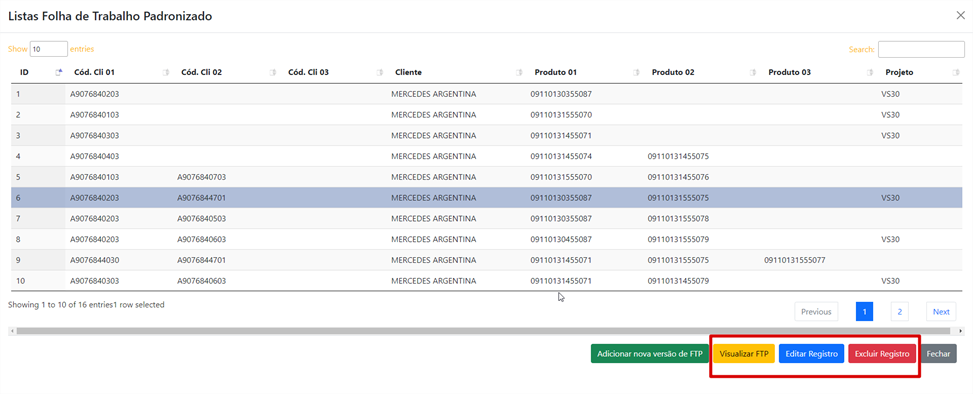 Listas Folha de Trabalho Padronizado
Show 10 entries Search:
ID Cód. Cli 01 Cód. Cli 02 Cód. Cli 03 Cliente Produto 01 Produto 02 Produto 03 Projeto
1 A9076840203 MERCEDES ARGENTINA 09110130355087 VS30
2 A9076840103 MERCEDES ARGENTINA 09110131555070 VS30
3 A9076840303 MERCEDES ARGENTINA 09110131455071 VS30
4 A9076840403 MERCEDES ARGENTINA 09110131455074 09110131455075
5 A9076840103 A9076840703 MERCEDES ARGENTINA 09110131555070 09110131455076
6 A9076840203 A9076844701 MERCEDES ARGENTINA 09110130355087 09110131555075 VS30
7 A9076840203 A9076840503 MERCEDES ARGENTINA 09110130355087 09110131555078
8 A9076840203 A9076840603 MERCEDES ARGENTINA 09110130455087 09110131555079 VS30
9 A9076844030 A9076844701 MERCEDES ARGENTINA 09110131455071 09110131555075 09110131555077
10 A9076840303 A9076840603 MERCEDES ARGENTINA 09110131455071 09110131455079 VS30
Showing 1 to 10 of 16 entries1 row selected
Previous 1 2 Next
Adicionar nova versão de FTP Visualizar FTP Editar Registro Excluir Registro Fechar